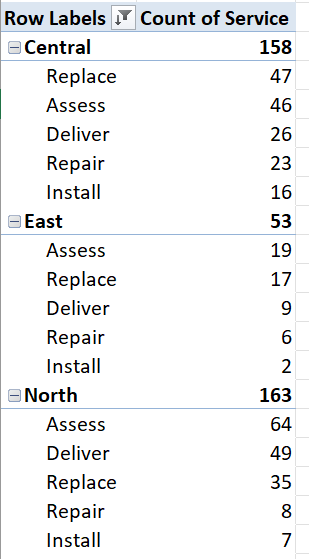 Row Labels Count of Service
Central 158
Replace 47
Assess 46
Deliver 26
Repair 23
Install 16
East 53
Assess 19
Replace 17
Deliver 9
Repair 6
Install 2
North 163
Assess 64
Deliver 49
Replace 35
Repair 8
Install 7